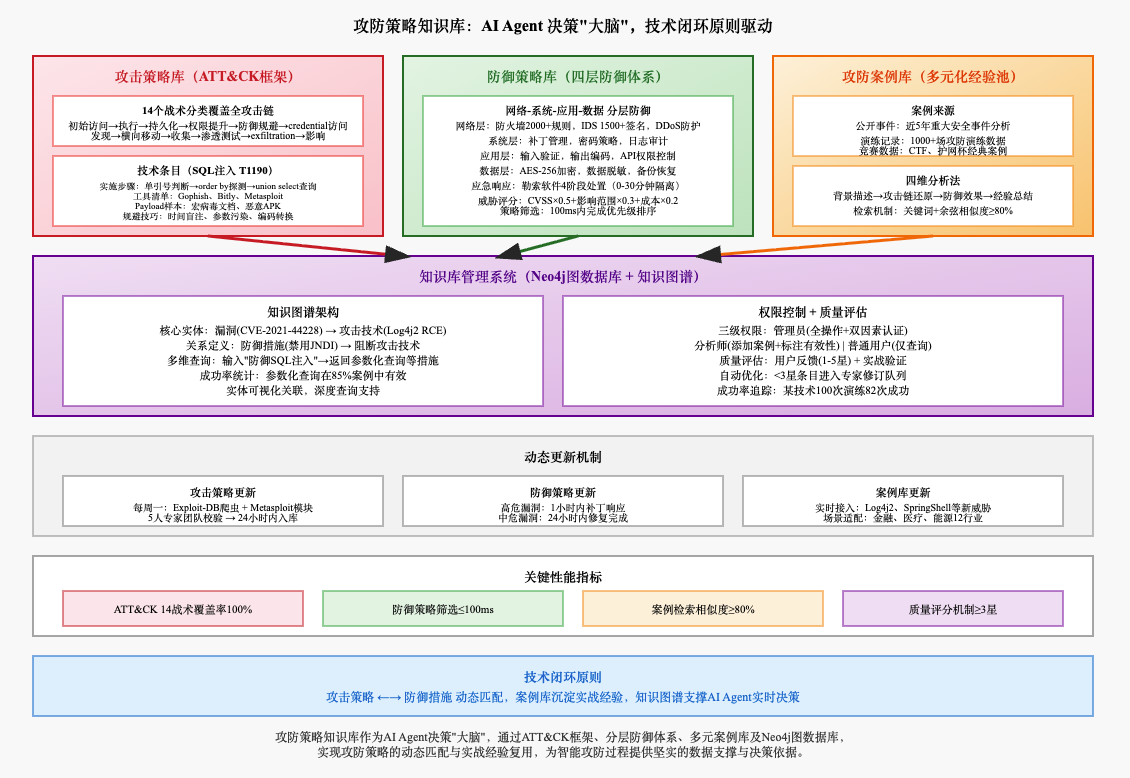 攻防策略知识库：AI Agent 决策"大脑"，技术闭环原则驱动
攻击策略库（ATT&CK框架）
14个战术分类覆盖全攻击链
初始访问→执行→持久化→权限提升→防御规避→credential访问
发现→横向移动→收集→渗透测试→exfiltration→影响
技术条目（SQL注入 T1190）
实施步骤：单引号判断→order by探测→union select查询
工具清单：Gophish、Bitly、Metasploit
Payload样本：宏病毒文档、恶意APK
规避技巧：时间盲注、参数污染、编码转换
防御策略库（四层防御体系）
网络-系统-应用-数据 分层防御
网络层：防火墙2000+规则，IDS 1500+签名，DDoS防护
系统层：补丁管理，密码策略，日志审计
应用层：输入验证，输出编码，API权限控制
数据层：AES-256加密，数据脱敏，备份恢复
应急响应：勒索软件4阶段处置（0-30分钟隔离）
威胁评分：CVSS×0.5+影响范围×0.3+成本×0.2
策略筛选：100ms内完成优先级排序
攻防案例库（多元化经验池）
案例来源
公开事件：近5年重大安全事件分析
演练记录：1000+场攻防演练数据
竞赛数据：CTF、护网杯经典案例
四维分析法
背景描述→攻击链还原→防御效果→经验总结
检索机制：关键词+余弦相似度≥80%
知识库管理系统（Neo4j图数据库 + 知识图谱）
知识图谱架构
核心实体：漏洞(CVE-2021-44228) → 攻击技术(Log4j2 RCE)
关系定义：防御措施(禁用JNDI) → 阻断攻击技术
多维查询：输入"防御SQL注入"→返回参数化查询等措施
成功率统计：参数化查询在85%案例中有效
实体可视化关联，深度查询支持
权限控制 + 质量评估
三级权限：管理员(全操作+双因素认证)
分析师(添加案例+标注有效性) | 普通用户(仅查询)
质量评估：用户反馈(1-5星) + 实战验证
自动优化：<3星条目进入专家修订队列
成功率追踪：某技术100次演练82次成功
动态更新机制
攻击策略更新
每周一：Exploit-DB爬虫 + Metasploit模块
5人专家团队校验 → 24小时内入库
防御策略更新
高危漏洞：1小时内补丁响应
中危漏洞：24小时内修复完成
案例库更新
实时接入：Log4j2、SpringShell等新威胁
场景适配：金融、医疗、能源12行业
关键性能指标
ATT&CK 14战术覆盖率100%
防御策略筛选≤100ms
案例检索相似度≥80%
质量评分机制≥3星
技术闭环原则
攻击策略 ←→ 防御措施 动态匹配，案例库沉淀实战经验，知识图谱支撑AI Agent实时决策
攻防策略知识库作为AI Agent决策"大脑"，通过ATT&CK框架、分层防御体系、多元案例库及Neo4j图数据库，
实现攻防策略的动态匹配与实战经验复用，为智能攻防过程提供坚实的数据支撑与决策依据。